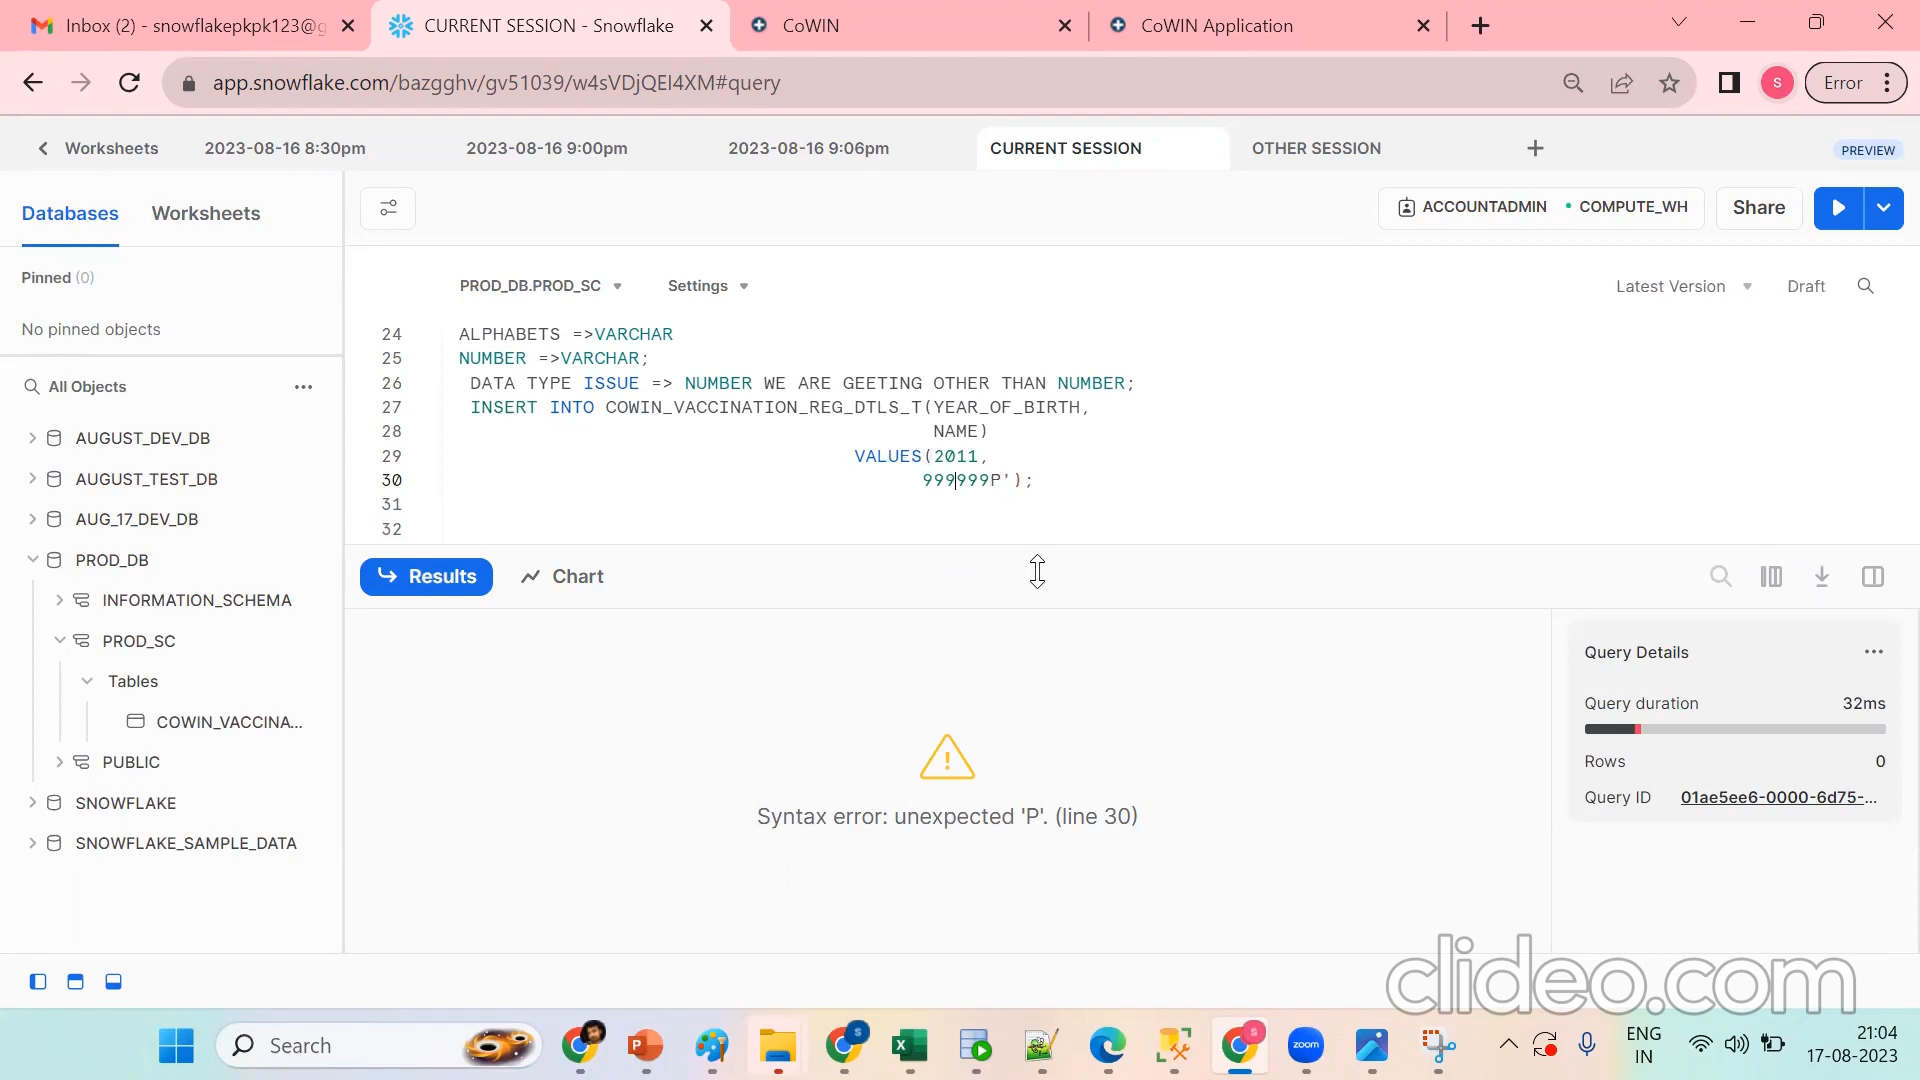 Inbox (2) - snowflakepkpk123@g
CURRENT SESSION - Snowflake
CoWIN
CoWIN Application
app.snowflake.com/bazgghv/gv51039/w4sVDjQEI4XM#query
S
Error
Worksheets
2023-08-16 8:30pm
2023-08-16 9:00pm
2023-08-16 9:06pm
CURRENT SESSION
OTHER SESSION
PREVIEW
Databases
Worksheets
ACCOUNTADMIN
COMPUTE_WH
Share
Pinned (0)
No pinned objects
PROD_DB.PROD_SC
Settings
Latest Version
Draft
All Objects
AUGUST_DEV_DB
AUGUST_TEST_DB
AUG_17_DEV_DB
PROD_DB
INFORMATION_SCHEMA
PROD_SC
Tables
COWIN_VACCINA...
PUBLIC
SNOWFLAKE
SNOWFLAKE_SAMPLE_DATA
24 ALPHABETS =>VARCHAR
25 NUMBER =>VARCHAR;
26 DATA TYPE ISSUE => NUMBER WE ARE GEETING OTHER THAN NUMBER;
27 INSERT INTO COWIN_VACCINATION_REG_DTLS_T(YEAR_OF_BIRTH,
28 NAME)
29 VALUES(2011,
30 999999P');
31
32
Results
Chart
Syntax error: unexpected 'P'. (line 30)
Query Details
Query duration 32ms
Rows 0
Query ID 01ae5ee6-0000-6d75-...
clideo.com
Search
zoom
ENG
IN
21:04
17-08-2023